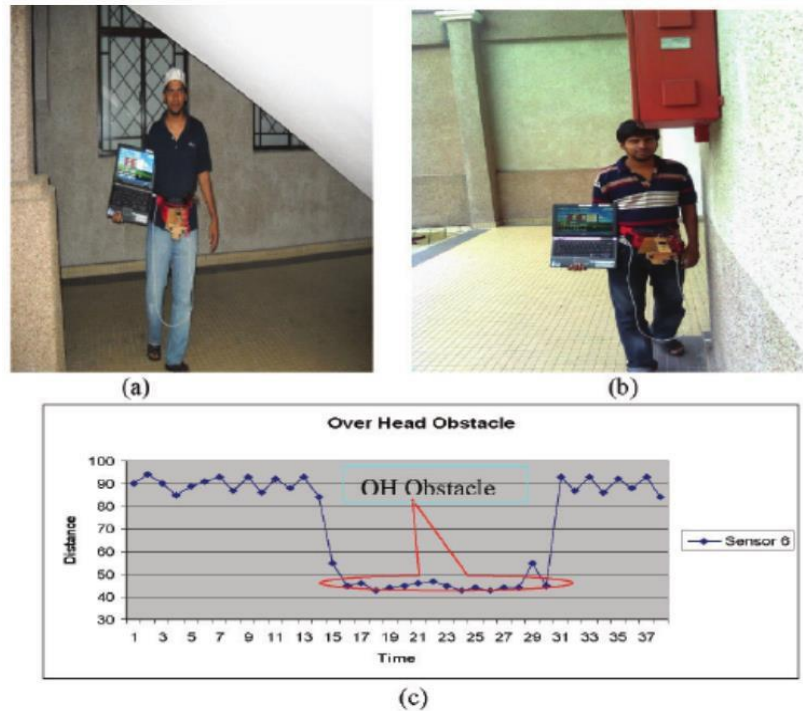 (a)
(b)
Over Head Obstacle
OH Obstacle
Distance
100
90
80
70
60
50
40
30
1 3 5 7 9 11 13 15 17 19 21 23 25 27 29 31 33 35 37
Time
Sensor 6
(c)